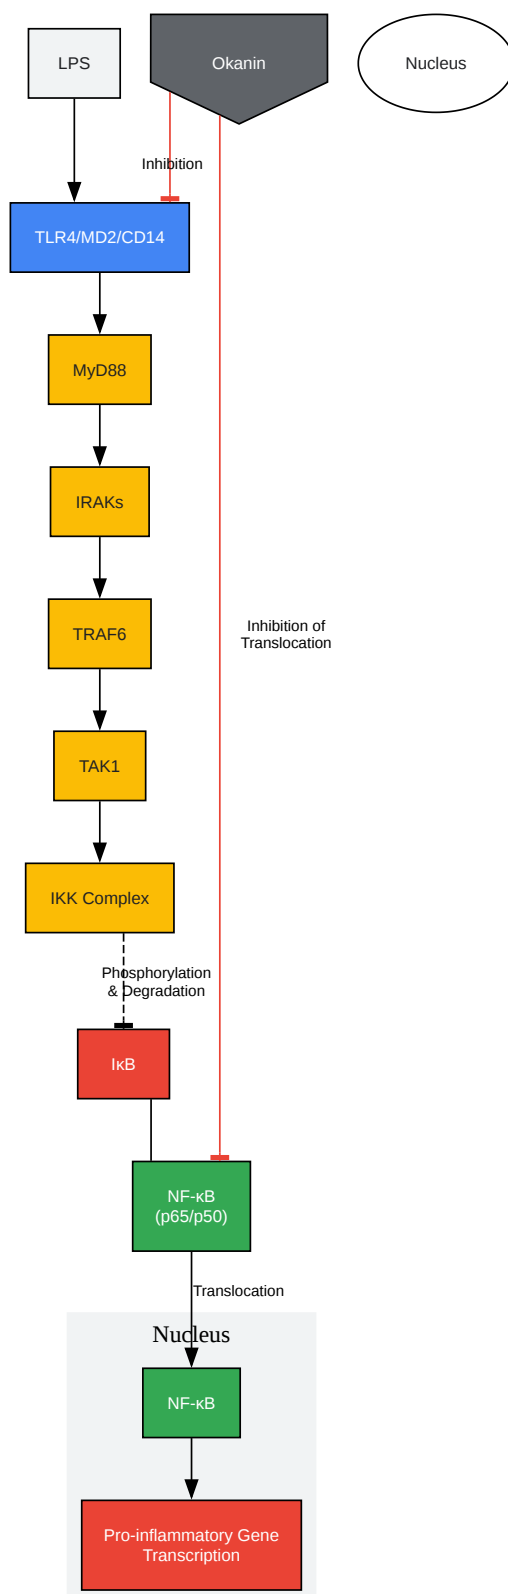 LPS
Okanin
Nucleus
Inhibition
TLR4/MD2/CD14
MyD88
IRAKs
TRAF6
Inhibition of
Translocation
TAK1
IKK Complex
Phosphorylation
& Degradation
IκB
NF-κB
(p65/p50)
Translocation
Nucleus
NF-κB
Pro-inflammatory Gene
Transcription